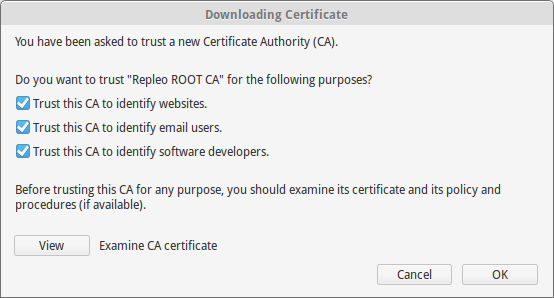 Downloading Certificate
You have been asked to trust a new Certificate Authority (CA).
Do you want to trust "Repleo ROOT CA" for the following purposes?
Trust this CA to identify websites.
Trust this CA to identify email users.
Trust this CA to identify software developers.
Before trusting this CA for any purpose, you should examine its certificate and its policy and
procedures (if available).
View Examine CA certificate
Cancel OK